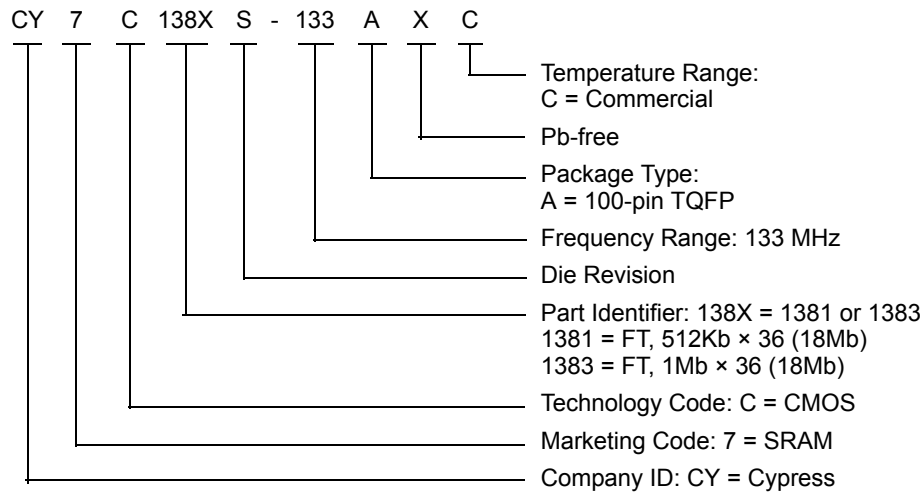 CY 7 C 138X S - 133 A X C
Temperature Range:
C = Commercial
Pb-free
Package Type:
A = 100-pin TQFP
Frequency Range: 133 MHz
Die Revision
Part Identifier: 138X = 1381 or 1383
1381 = FT, 512Kb × 36 (18Mb)
1383 = FT, 1Mb × 36 (18Mb)
Technology Code: C = CMOS
Marketing Code: 7 = SRAM
Company ID: CY = Cypress